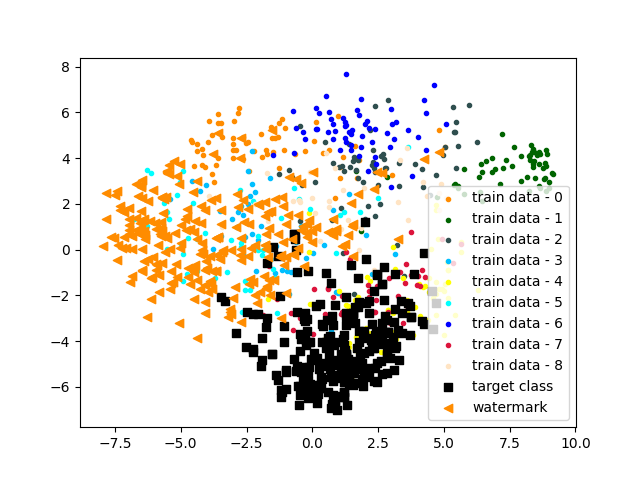 8
6
4
2
0
−2
−4
−6
−7.5 −5.0 −2.5 0.0 2.5 5.0 7.5 10.0
train data - 0
train data - 1
train data - 2
train data - 3
train data - 4
train data - 5
train data - 6
train data - 7
train data - 8
target class
watermark